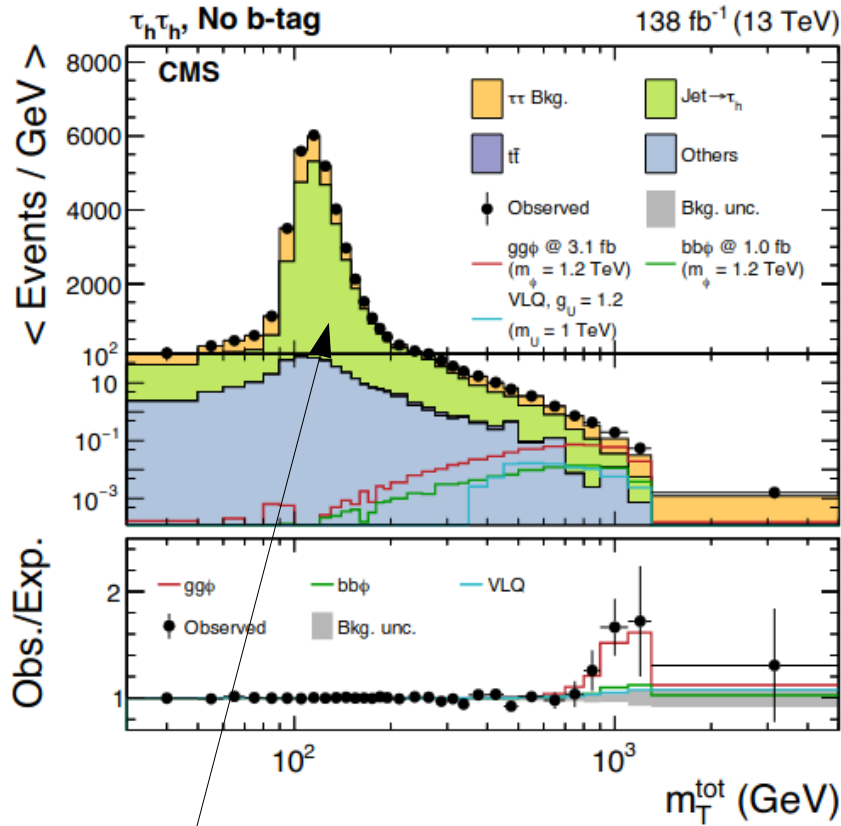 τhτh, No b-tag
138 fb⁻¹ (13 TeV)
CMS
< Events / GeV >
8000
6000
4000
2000
10²
10
10⁻¹
10⁻³
ττ Bkg.
Jet→τh
tt̄
Others
Observed
Bkg. unc.
ggϕ @ 3.1 fb
(mϕ = 1.2 TeV)
bbϕ @ 1.0 fb
(mϕ = 1.2 TeV)
VLQ, gU = 1.2
(mU = 1 TeV)
Obs./Exp.
2
1
ggϕ
bbϕ
VLQ
Observed
Bkg. unc.
10²
10³
mT^tot (GeV)